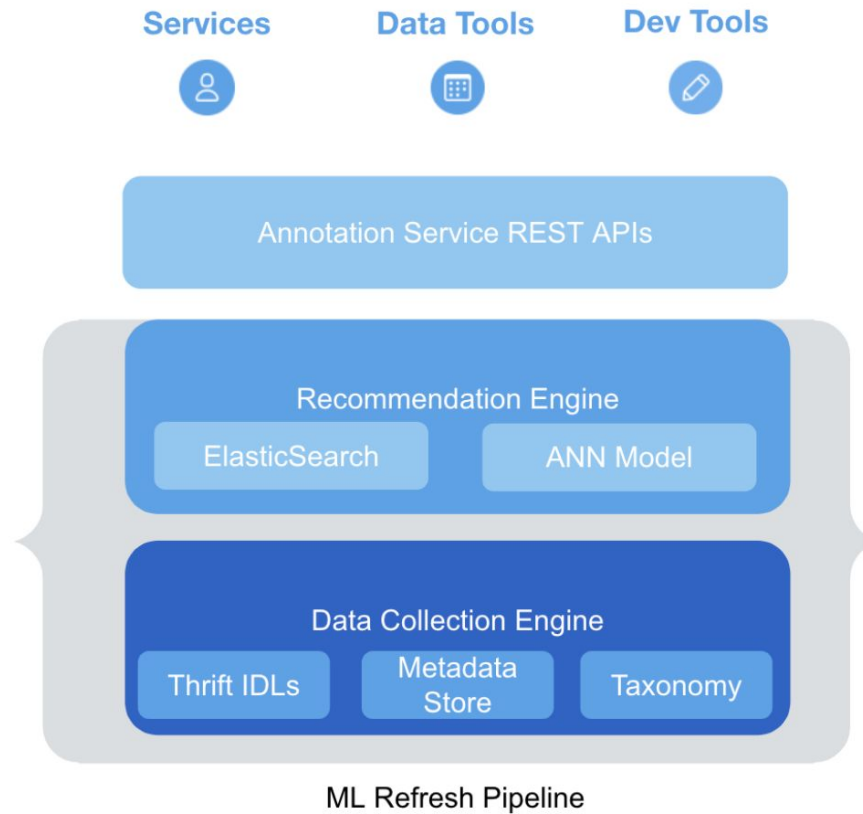 Services
Data Tools
Dev Tools
Annotation Service REST APIs
Recommendation Engine
ElasticSearch
ANN Model
Data Collection Engine
Thrift IDLs
Metadata
Store
Taxonomy
ML Refresh Pipeline